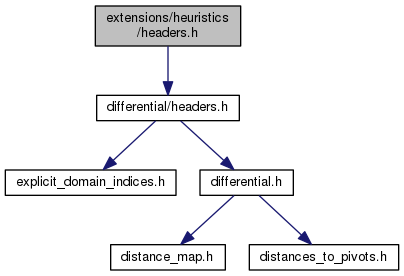 extensions/heuristics
/headers.h
differential/headers.h
explicit_domain_indices.h
differential.h
distance_map.h
distances_to_pivots.h